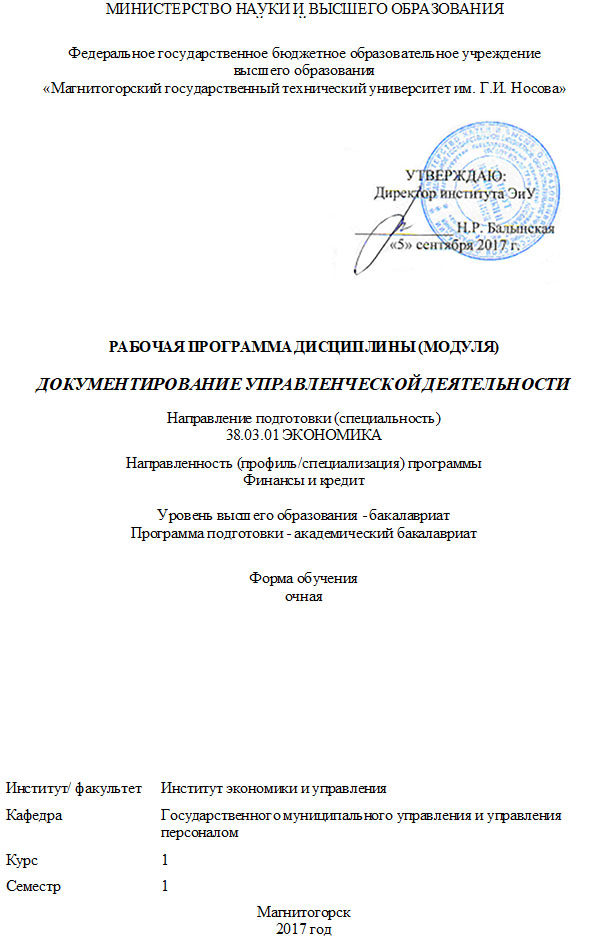 МИНИСТЕРСТВО НАУКИ И ВЫСШЕГО ОБРАЗОВАНИЯ
Федеральное государственное бюджетное образовательное учреждение
высшего образования
«Магнитогорский государственный технический университет им. Г.И. Носова»
УТВЕРЖДАЮ:
Директор института ЭиУ
Н.Р. Балынская
«5» сентября 2017 г.
РАБОЧАЯ ПРОГРАММА ДИСЦИПЛИНЫ (МОДУЛЯ)
ДОКУМЕНТИРОВАНИЕ УПРАВЛЕНЧЕСКОЙ ДЕЯТЕЛЬНОСТИ
Направление подготовки (специальность)
38.03.01 ЭКОНОМИКА
Направленность (профиль/специализация) программы
Финансы и кредит
Уровень высшего образования - бакалавриат
Программа подготовки - академический бакалавриат
Форма обучения
очная
Институт/ факультет Институт экономики и управления
Кафедра Государственного муниципального управления и управления
персоналом
Курс 1
Семестр 1
Магнитогорск
2017 год